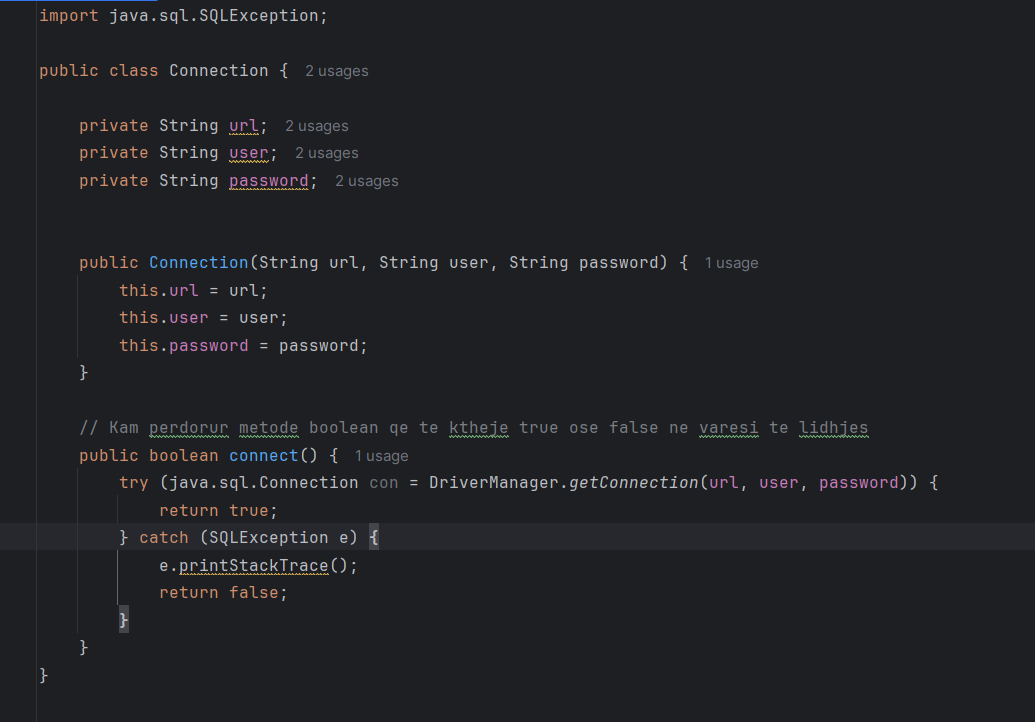 import java.sql.SQLException;
public class Connection { 2 usages
private String url; 2 usages
private String user; 2 usages
private String password; 2 usages
public Connection(String url, String user, String password) { 1 usage
this.url = url;
this.user = user;
this.password = password;
}
// Kam perdorur metode boolean qe te ktheje true ose false ne varesi te lidhjes
public boolean connect() { 1 usage
try (java.sql.Connection con = DriverManager.getConnection(url, user, password)) {
return true;
} catch (SQLException e) {
e.printStackTrace();
return false;
}
}
}